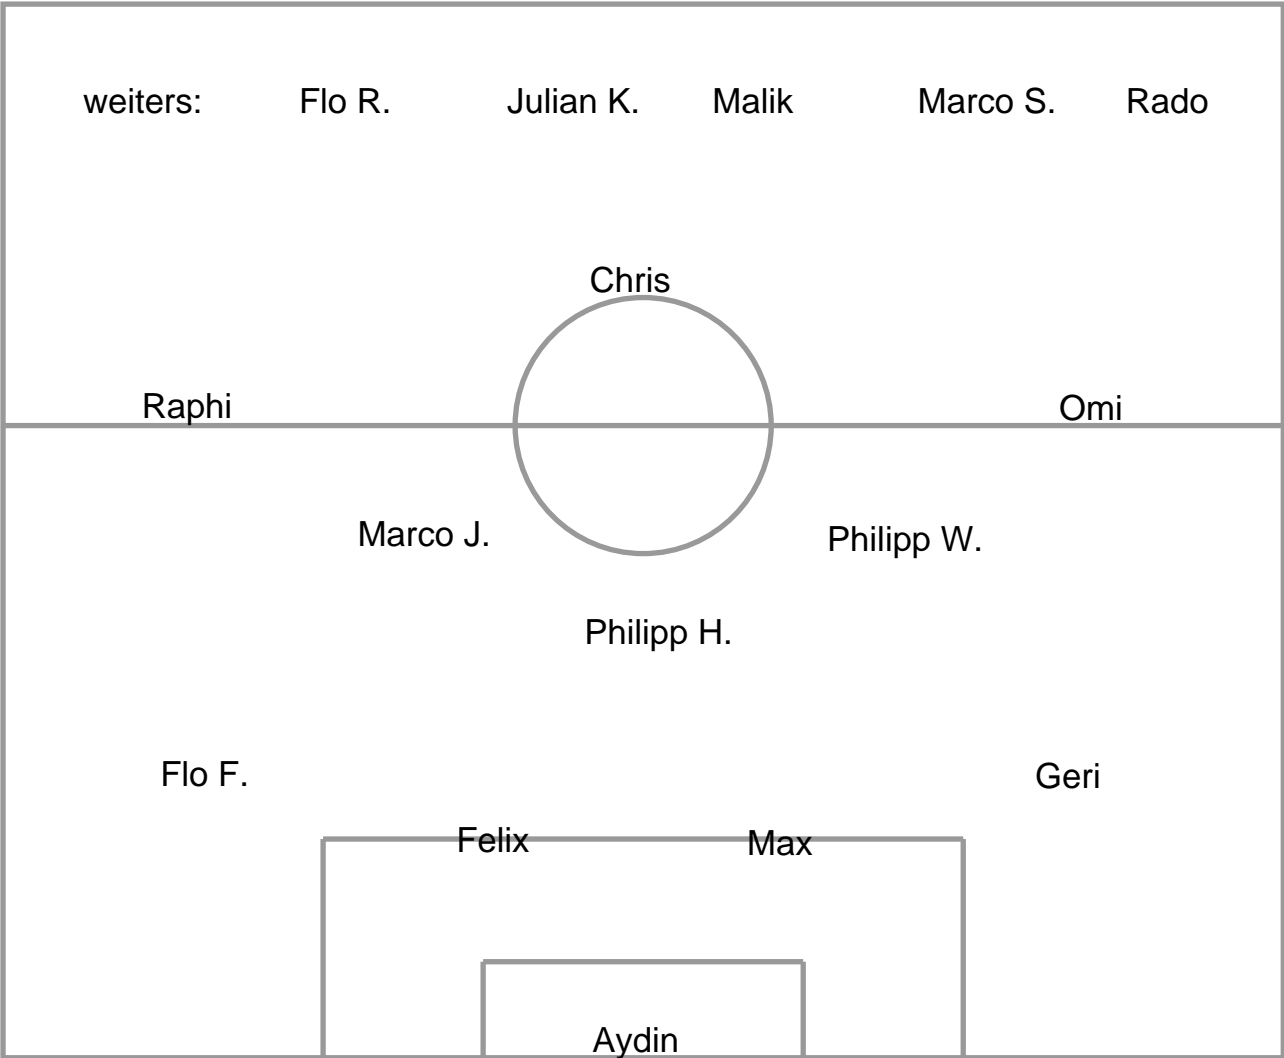 weiters: Flo R. Julian K. Malik Marco S. Rado
Chris
Raphi Omi
Marco J. Philipp W.
Philipp H.
Flo F. Geri
Felix Max
Aydin